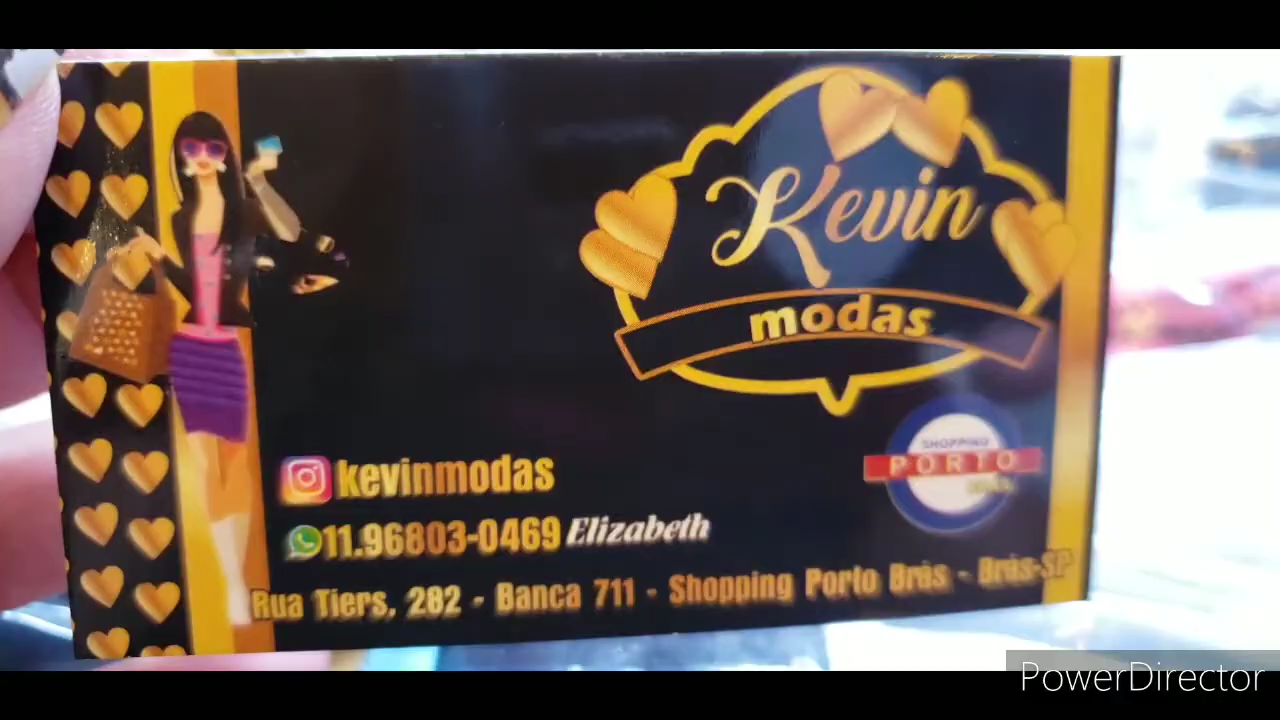 Kevin
modas
SHOPPING
PORTO
kevinmodas
11.96803-0469 Elizabeth
Rua Tiers, 282 - Banca 711 - Shopping Porto Brás - Brás-SP
PowerDirector